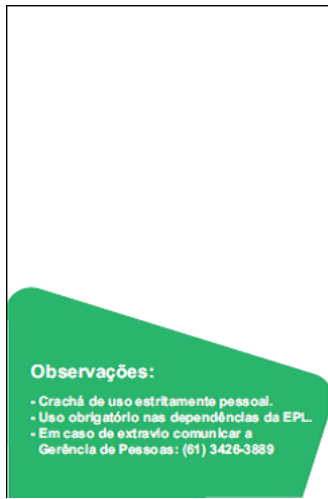 Observações:
- Crachá de uso estritamente pessoal.
- Uso obrigatório nas dependências da EPL.
- Em caso de extravio comunicar a
Gerência de Pessoas: (61) 3426-3889